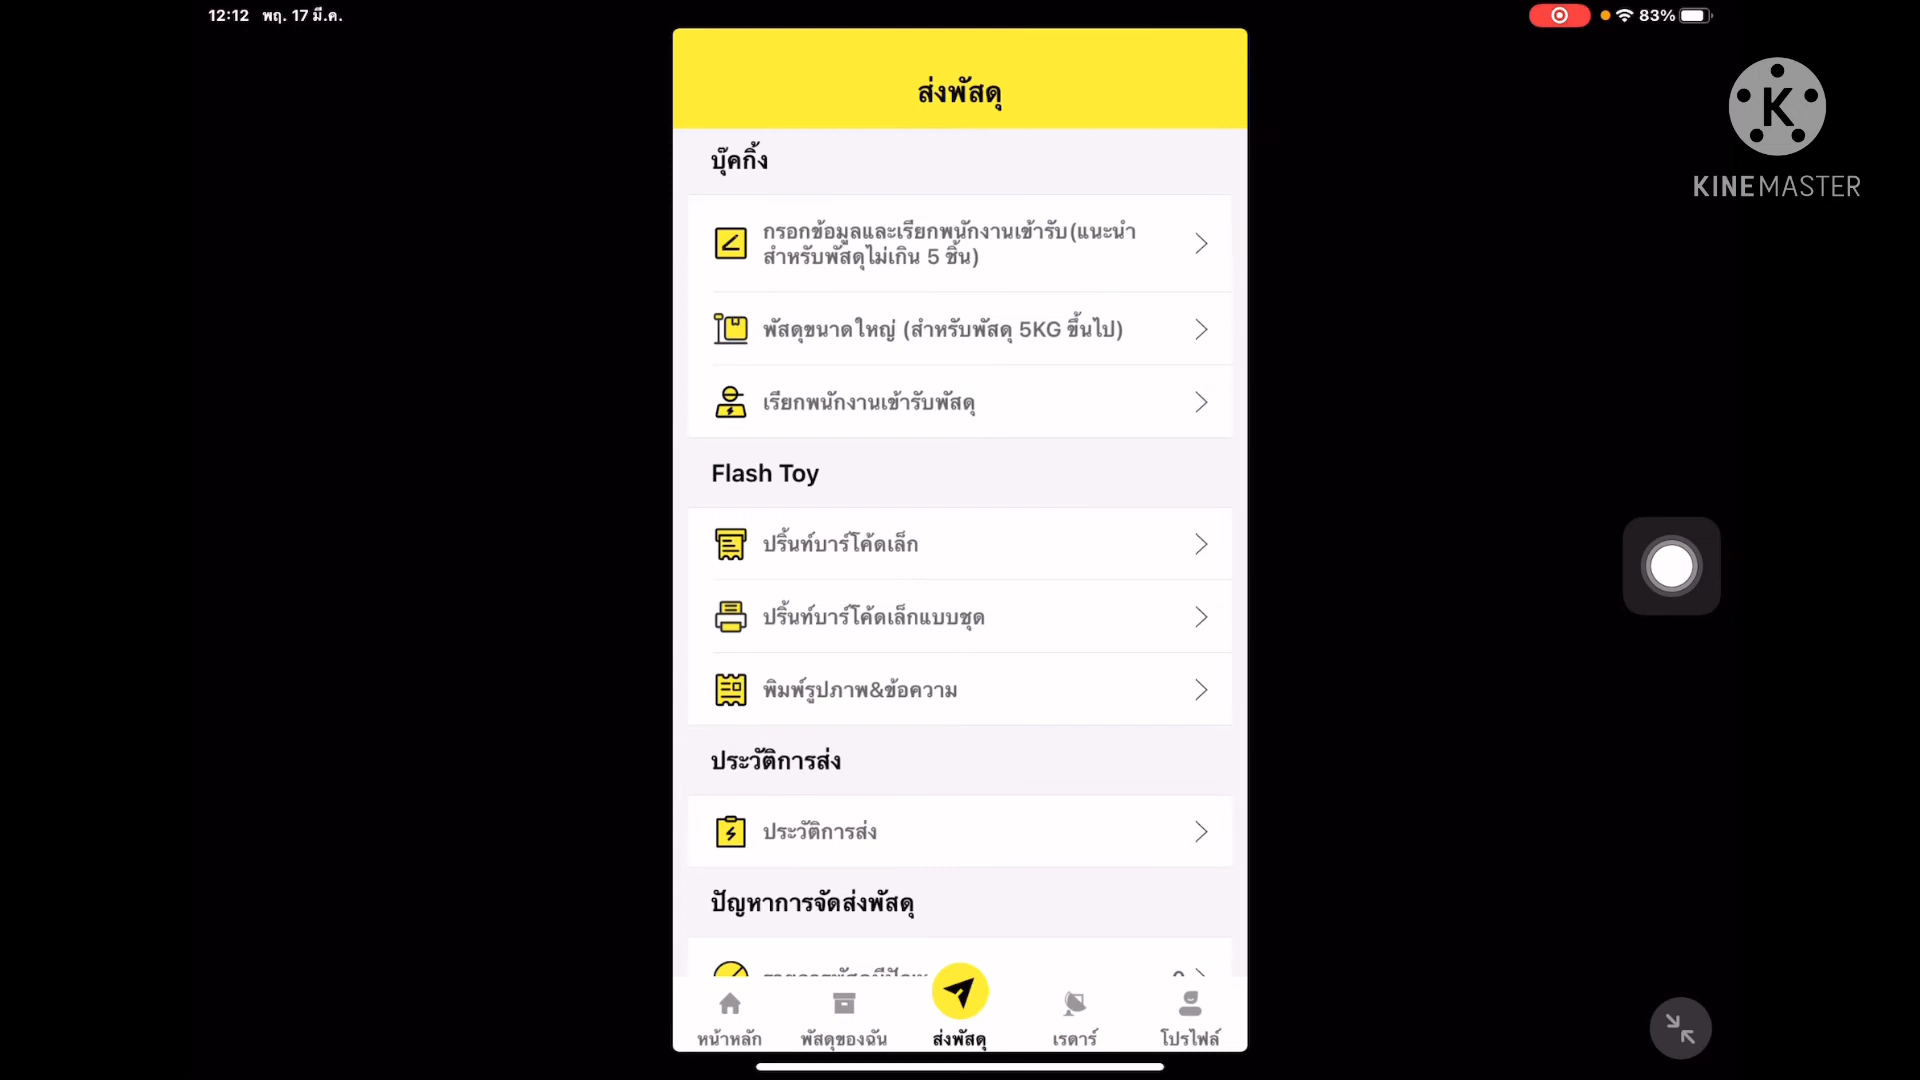 12:12 พฤ. 17 มี.ค.
83%
K
KINEMASTER
ส่งพัสดุ
บุ๊คกิ้ง
กรอกข้อมูลและเรียกพนักงานเข้ารับ(แนะนำ
สำหรับพัสดุไม่เกิน 5 ชิ้น)
พัสดุขนาดใหญ่ (สำหรับพัสดุ 5KG ขึ้นไป)
เรียกพนักงานเข้ารับพัสดุ
Flash Toy
ปริ้นท์บาร์โค้ดเล็ก
ปริ้นท์บาร์โค้ดเล็กแบบชุด
พิมพ์รูปภาพ&ข้อความ
ประวัติการส่ง
ประวัติการส่ง
ปัญหาการจัดส่งพัสดุ
หน้าหลัก
พัสดุของฉัน
ส่งพัสดุ
เรดาร์
โปรไฟล์